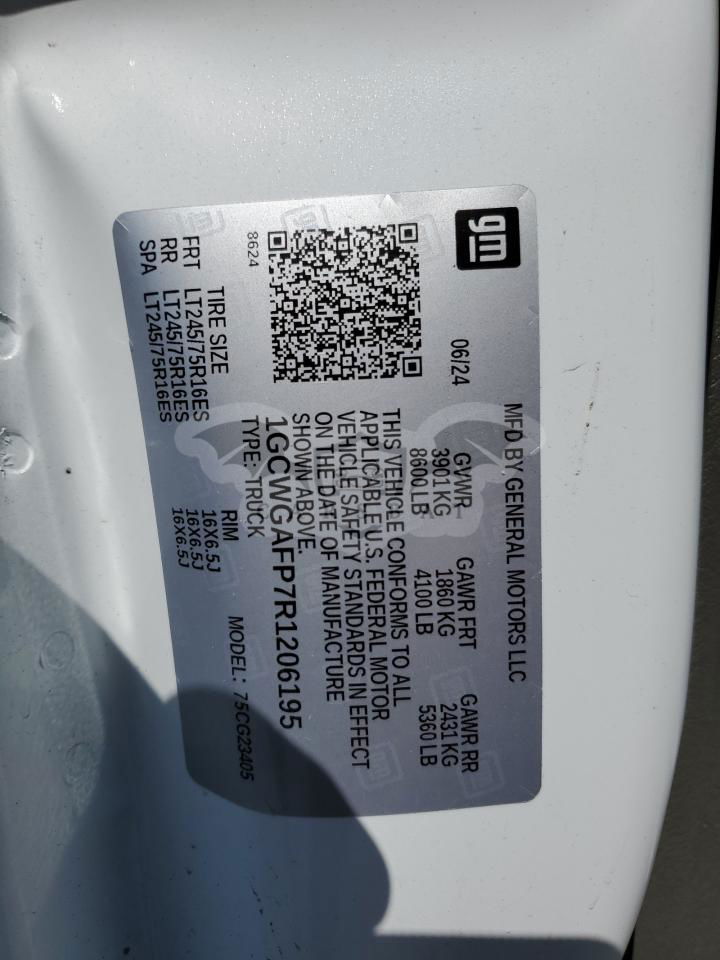 gm
MFD BY GENERAL MOTORS LLC
06/24
GVWR
3901 KG
8600 LB
GAWR FRT
1860 KG
4100 LB
GAWR RR
2431 KG
5360 LB
THIS VEHICLE CONFORMS TO ALL
APPLICABLE U.S. FEDERAL MOTOR
VEHICLE SAFETY STANDARDS IN EFFECT
ON THE DATE OF MANUFACTURE
SHOWN ABOVE.
1GCWGAFP7R1206195
TYPE: TRUCK
8624
MODEL: 75CG23405
TIRE SIZE RIM
FRT LT245/75R16ES 16X6.5J
RR LT245/75R16ES 16X6.5J
SPA LT245/75R16ES 16X6.5J